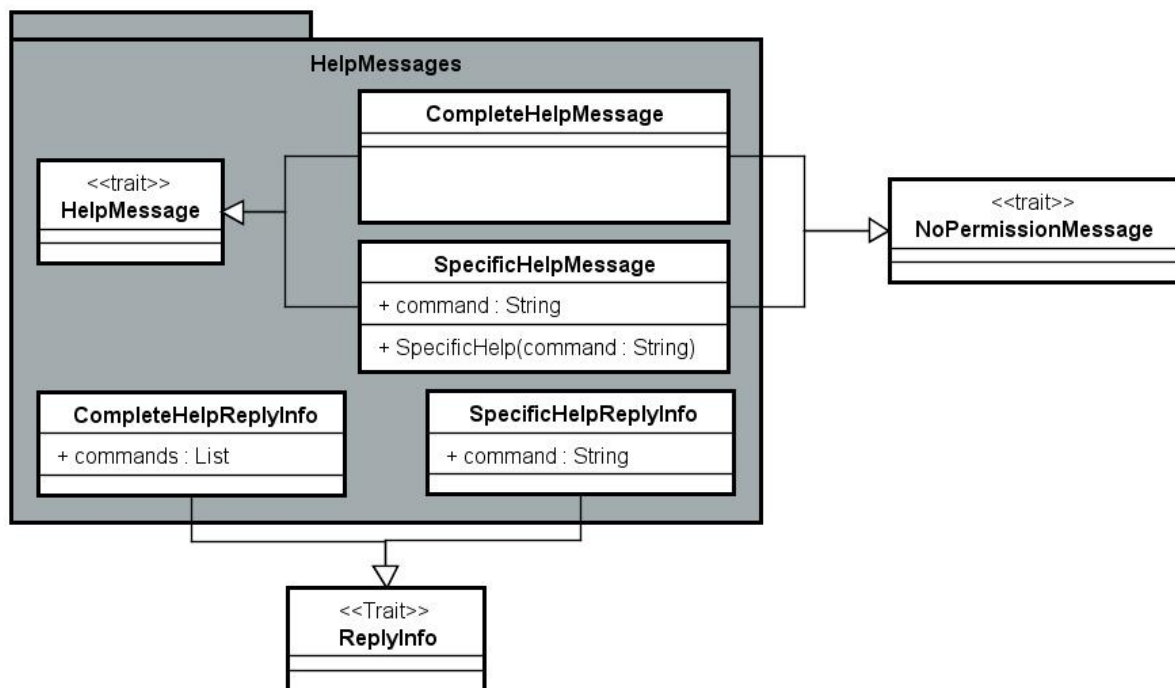 HelpMessages
CompleteHelpMessage
<<trait>>
HelpMessage
<<trait>>
NoPermissionMessage
SpecificHelpMessage
+ command : String
+ SpecificHelp(command : String)
CompleteHelpReplyInfo
+ commands : List
SpecificHelpReplyInfo
+ command : String
<<Trait>>
ReplyInfo